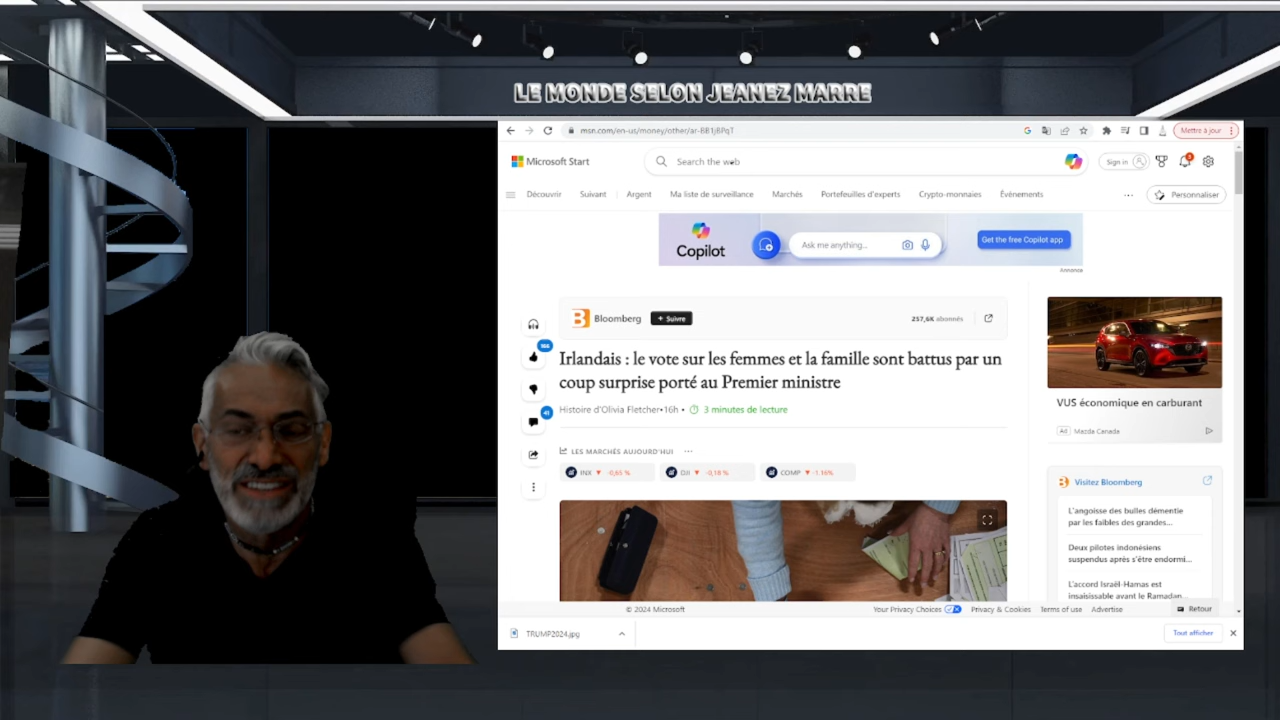 LE MONDE SELON JEANEZ MARRE
msn.com/en-us/money/other/ar-BB1jBPqT
Mettre à jour
Microsoft Start
Search the web
Sign in
Découvrir Suivant Argent Ma liste de surveillance Marchés Portefeuilles d'experts Crypto-monnaies Événements
Personnaliser
Copilot
Ask me anything...
Get the free Copilot app
Annonce
Bloomberg
+ Suivre
257,6K abonnés
Irlandais : le vote sur les femmes et la famille sont battus par un
coup surprise porté au Premier ministre
Histoire d'Olivia Fletcher•16h • 3 minutes de lecture
LES MARCHÉS AUJOURD'HUI ...
INX ▼ -0,65 % DJI ▼ -0,18 % COMP ▼ -1.16%
VUS économique en carburant
Ad Mazda Canada
Visitez Bloomberg
L'angoisse des bulles démentie
par les faibles des grandes...
Deux pilotes indonésiens
suspendus après s'être endormi...
L'accord Israël-Hamas est
insaisissable avant le Ramadan...
© 2024 Microsoft
Your Privacy Choices Privacy & Cookies Terms of use Advertise
Retour
TRUMP2024.jpg
Tout afficher